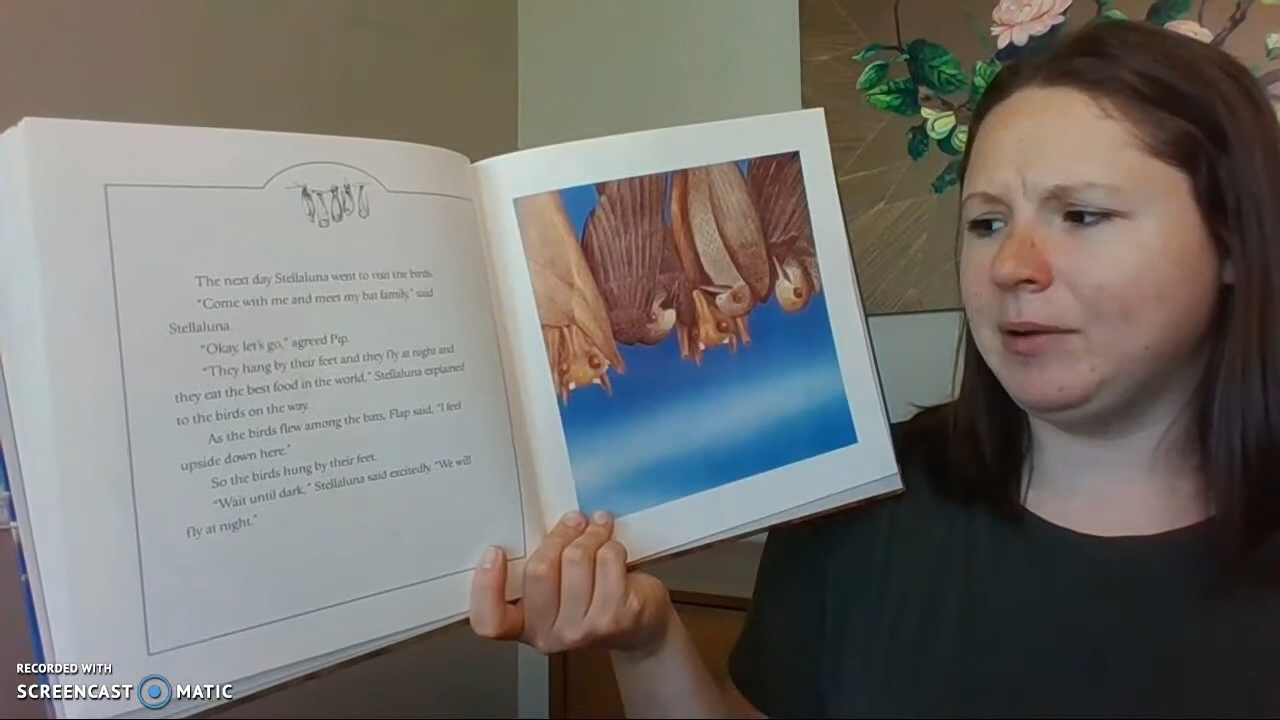 The next day Stellaluna went to visit the birds.
"Come with me and meet my bat family," said
Stellaluna.
"Okay, let's go," agreed Pip.
"They hang by their feet and they fly at night and
they eat the best food in the world," Stellaluna explained
to the birds on the way.
As the birds flew among the bats, Flap said, "I feel
upside down here."
So the birds hung by their feet.
"Wait until dark," Stellaluna said excitedly. "We will
fly at night."
RECORDED WITH
SCREENCAST MATIC